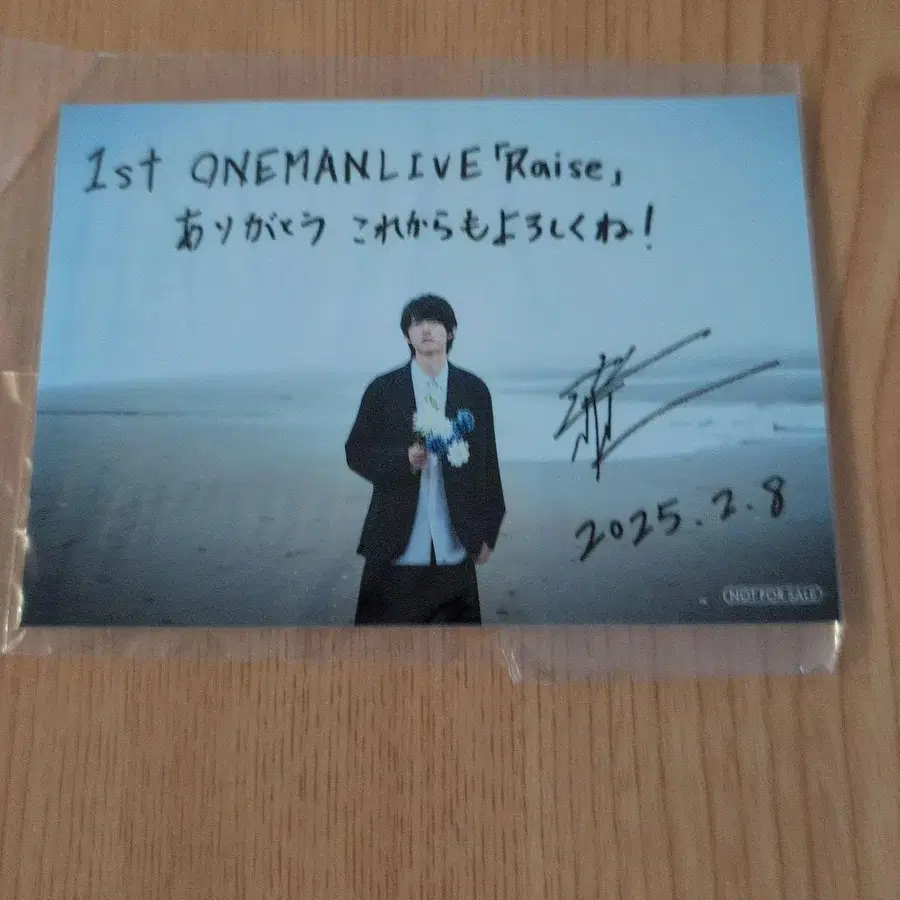 1st ONEMANLIVE「Raise」
ありがとう これからもよろしくね!
2025.2.8
NOT FOR SALE